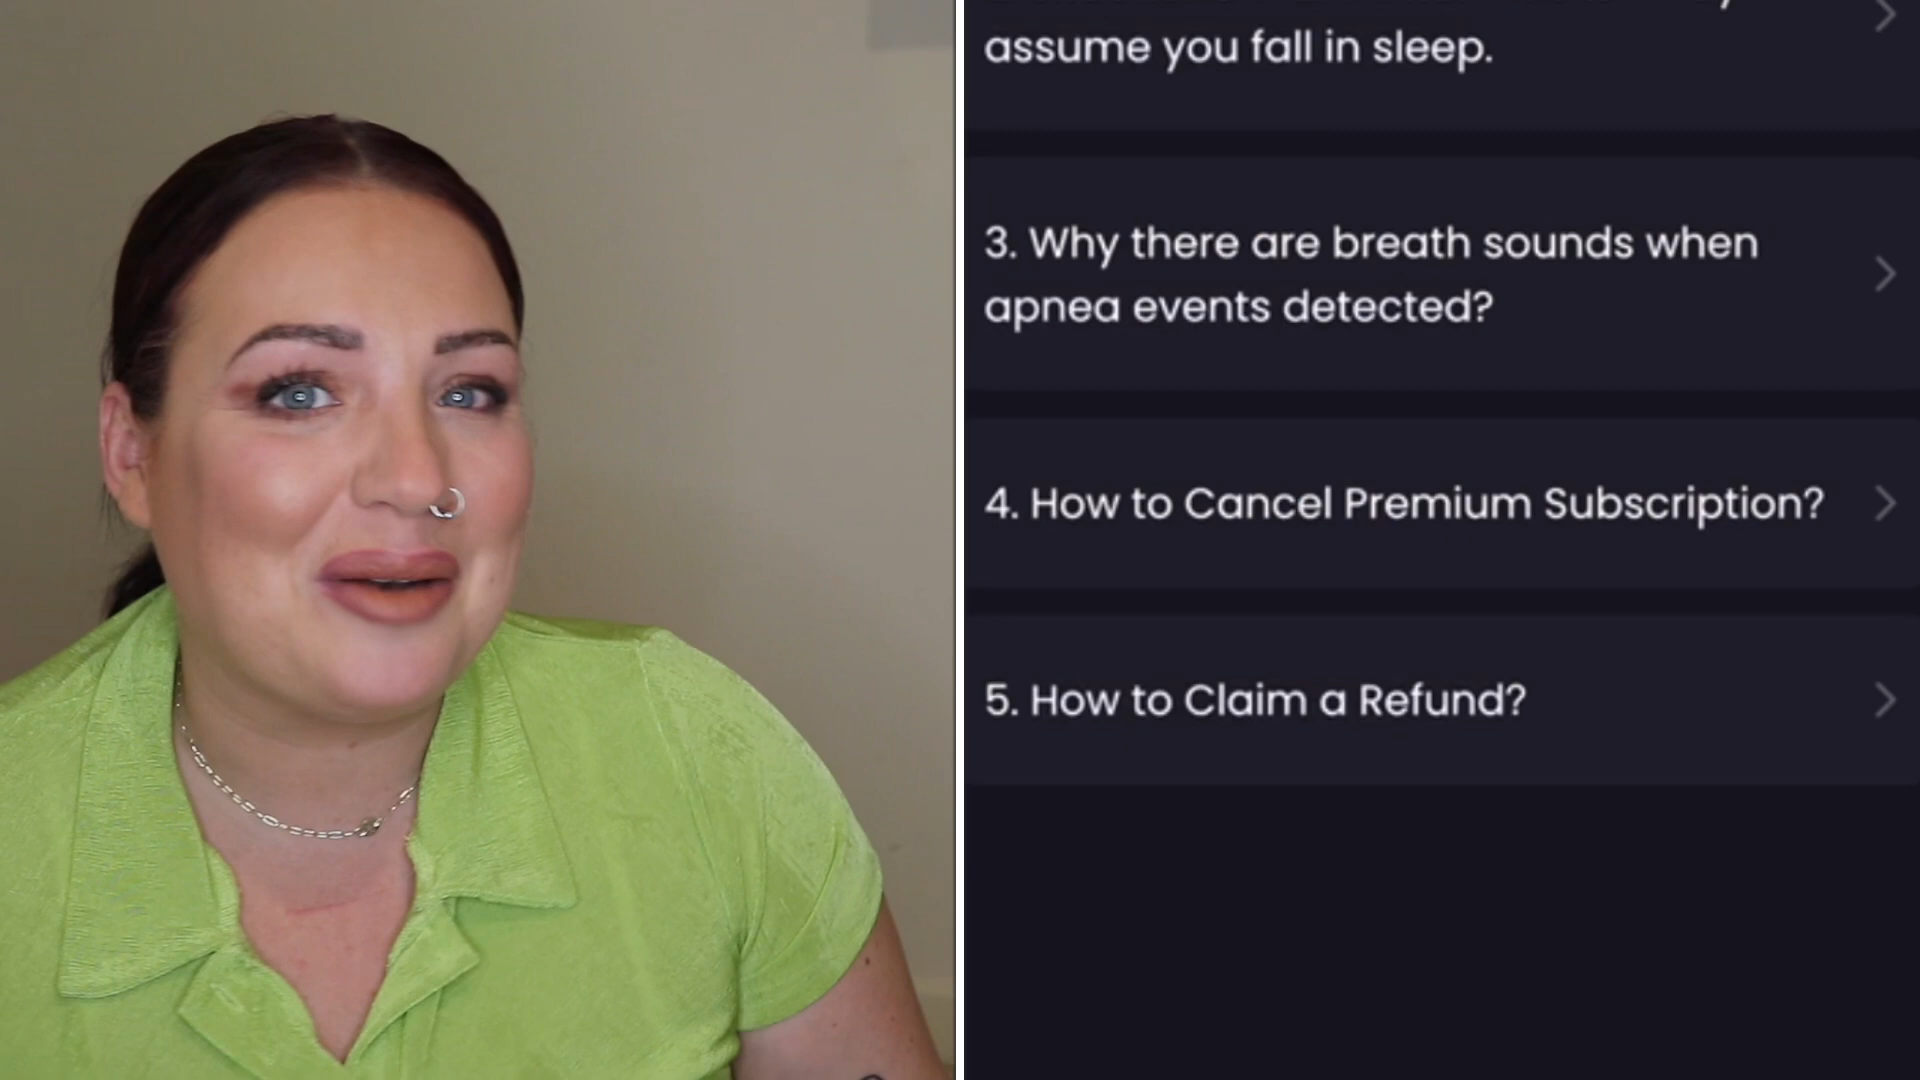 assume you fall in sleep.
3. Why there are breath sounds when
apnea events detected?
4. How to Cancel Premium Subscription?
5. How to Claim a Refund?